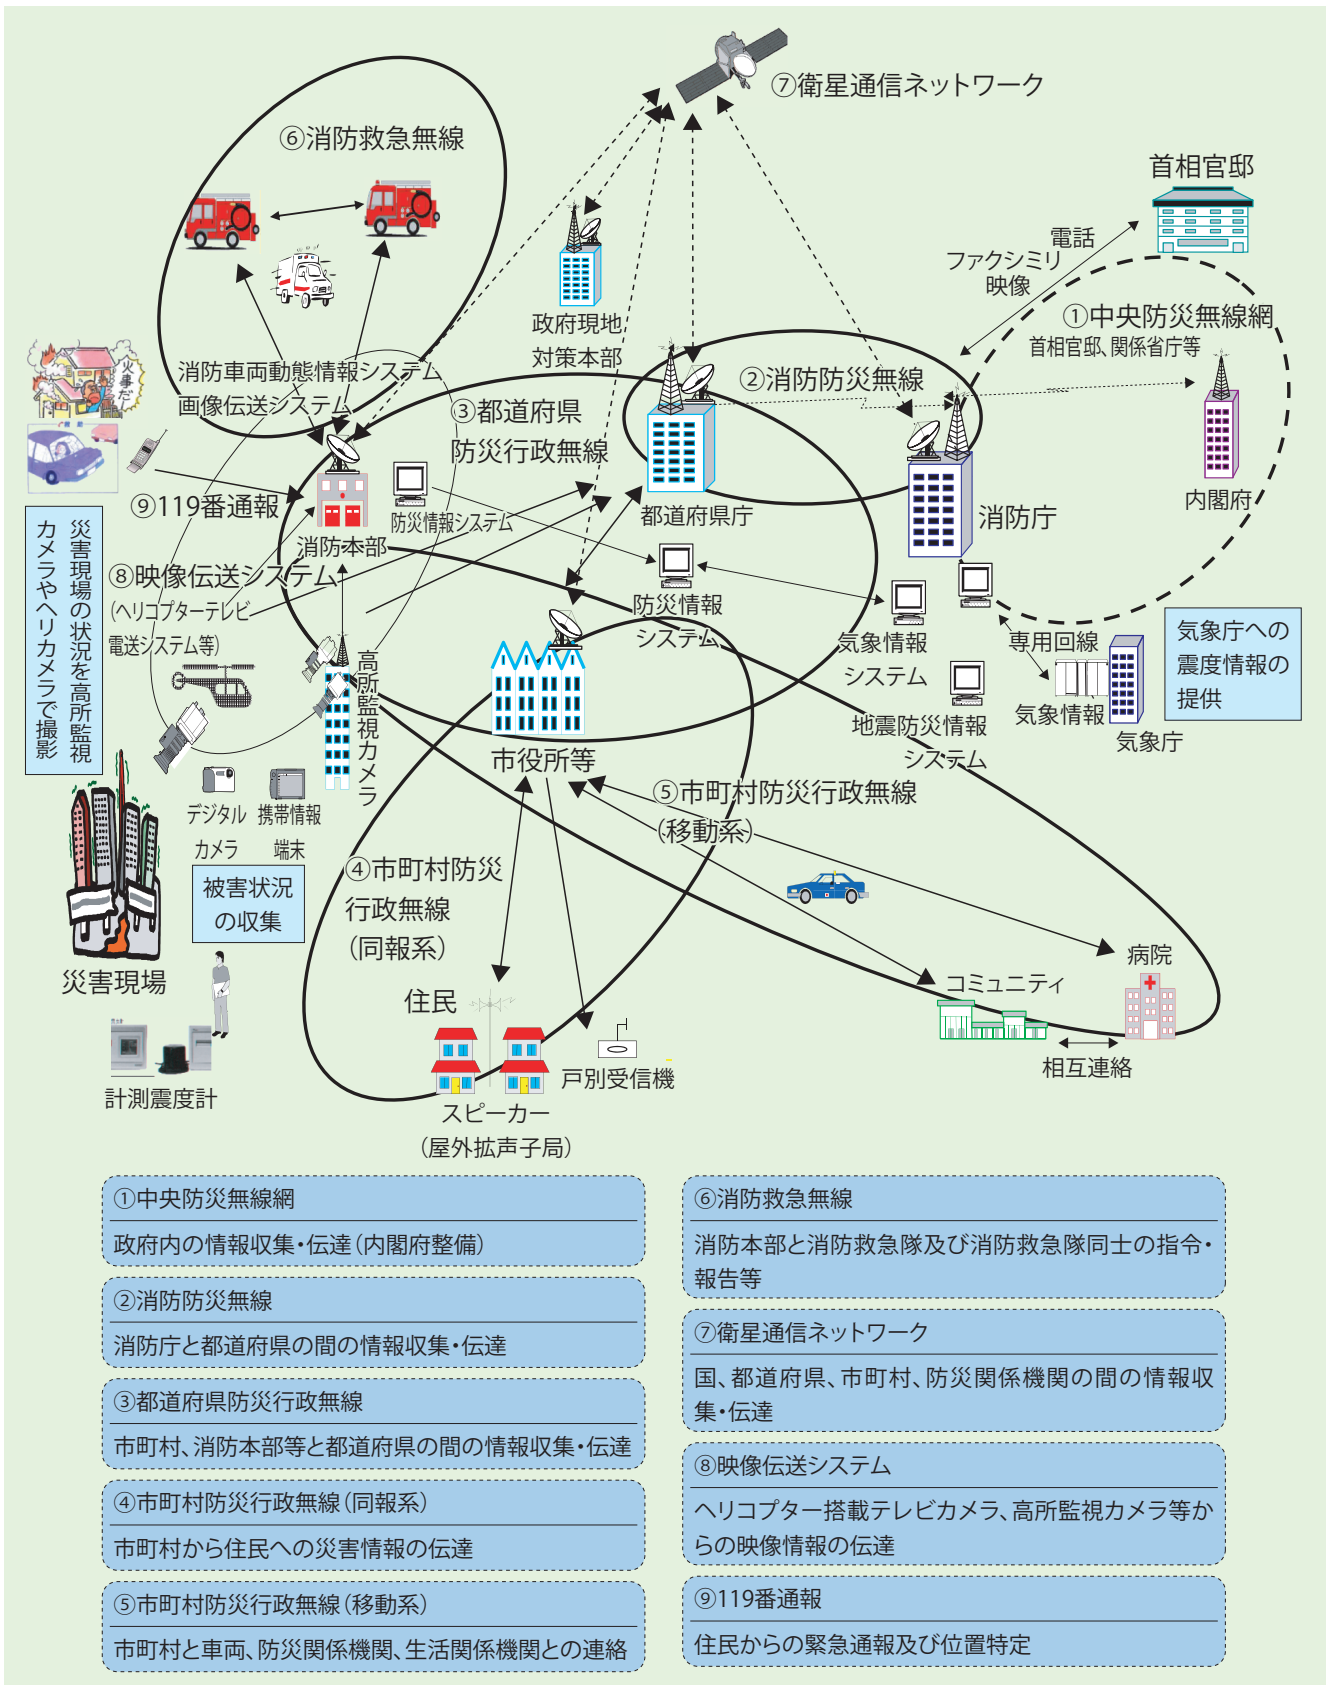 ⑦衛星通信ネットワーク
⑥消防救急無線
首相官邸
電話
ファクシミリ
映像
①中央防災無線網
首相官邸、関係省庁等
政府現地
対策本部
②消防防災無線
火事だ
消防車両動態情報システム
画像伝送システム
③都道府県
防災行政無線
⑨119番通報
防災情報システム
都道府県庁
消防庁
内閣府
消防本部
災害現場の状況を高所監視
カメラやヘリカメラで撮影
⑧映像伝送システム
(ヘリコプターテレビ
電送システム等)
防災情報
システム
気象情報
システム
専用回線
気象情報
気象庁
気象庁への
震度情報の
提供
高所監視カメラ
地震防災情報
システム
市役所等
⑤市町村防災行政無線
(移動系)
デジタル
カメラ
携帯情報
端末
被害状況
の収集
④市町村防災
行政無線
(同報系)
災害現場
住民
コミュニティ
病院
相互連絡
戸別受信機
計測震度計
スピーカー
(屋外拡声子局)
①中央防災無線網
政府内の情報収集・伝達(内閣府整備)
②消防防災無線
消防庁と都道府県の間の情報収集・伝達
③都道府県防災行政無線
市町村、消防本部等と都道府県の間の情報収集・伝達
④市町村防災行政無線(同報系)
市町村から住民への災害情報の伝達
⑤市町村防災行政無線(移動系)
市町村と車両、防災関係機関、生活関係機関との連絡
⑥消防救急無線
消防本部と消防救急隊及び消防救急隊同士の指令・
報告等
⑦衛星通信ネットワーク
国、都道府県、市町村、防災関係機関の間の情報収
集・伝達
⑧映像伝送システム
ヘリコプター搭載テレビカメラ、高所監視カメラ等か
らの映像情報の伝達
⑨119番通報
住民からの緊急通報及び位置特定